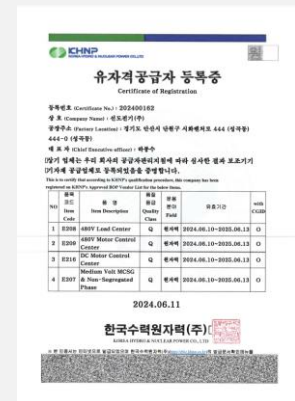 KHNP
KOREA HYDRO & NUCLEAR POWER CO., LTD
유자격공급자 등록증
Certificate of Registration
등록번호 (Certificate No.) : 202400162
상 호 (Company Name) : 선도전기(주)
공장주소 (Factory Location) : 경기도 안산시 단원구 시화벤처로 444 (성곡동)
444-0 (성곡동)
대 표 자 (Chief Executive officer) : 하동수
상기 업체는 우리 회사의 공급자관리지침에 따라 심사한 결과 보조기기
기자재 공급업체로 등록되었음을 증명합니다.
This is certify that according to KHNP's qualification procedure, this company has been
registered on KHNP's Approved BOP Vendor List for the below items.
NO 품목코드 Item Code 품 명 Item Description 품질등급 Quality Class 분야 Field 유효기간 with CGID
1 E208 480V Load Center Q 원자력 2024.06.10~2025.06.13 O
2 E209 480V Motor Control Center Q 원자력 2024.06.10~2025.06.13 O
3 E216 DC Motor Control Center Q 원자력 2024.06.10~2025.06.13 O
4 E207 Medium Volt MCSG & Non-Segregated Phase Q 원자력 2024.06.10~2025.06.13 O
2024.06.11
한국수력원자력(주)
KOREA HYDRO & NUCLEAR POWER CO., LTD